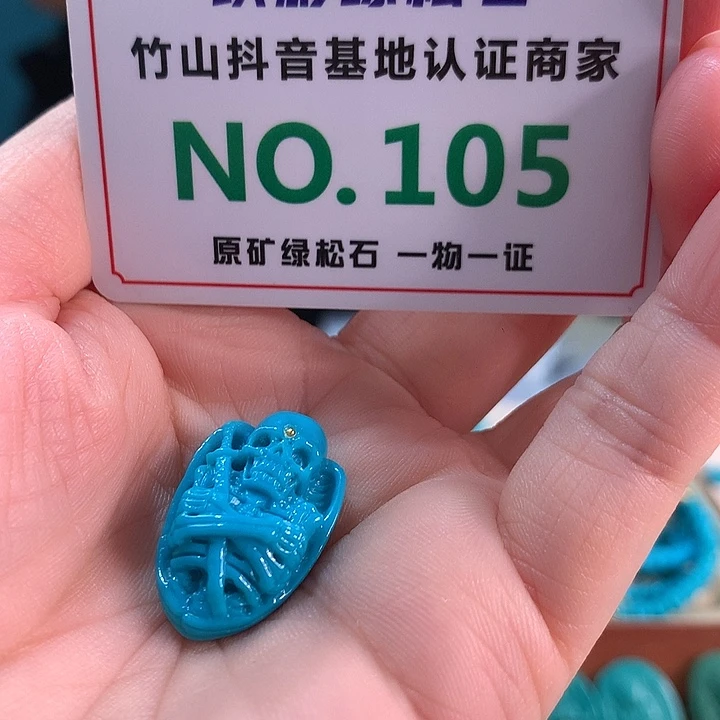 竹山抖音基地认证商家
NO.105
原矿绿松石 一物一证